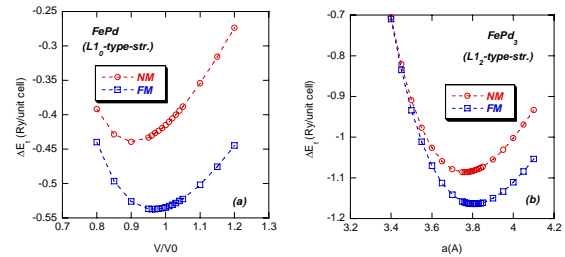 FePd
(L1₀-type-str.)
NM
FM
ΔEₜ (Ry/unit cell)
-0.25
-0.3
-0.35
-0.4
-0.45
-0.5
-0.55
0.7 0.8 0.9 1 1.1 1.2 1.3
V/V0
(a)
FePd₃
(L1₂-type-str.)
NM
FM
ΔEₜ (Ry/unit cell)
-0.7
-0.8
-0.9
-1
-1.1
-1.2
3.2 3.4 3.6 3.8 4 4.2
a(A)
(b)